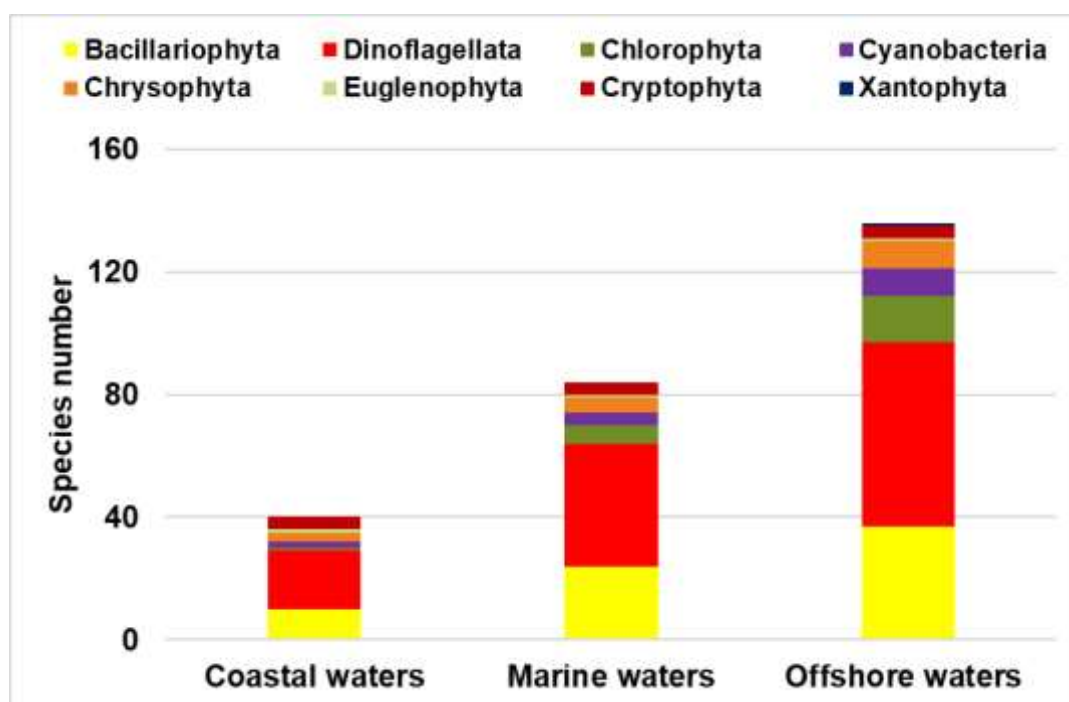 Bacillariophyta Dinoflagellata Chlorophyta Cyanobacteria
Chrysophyta Euglenophyta Cryptophyta Xantophyta
160
120
80
40
0
Species number
Coastal waters Marine waters Offshore waters